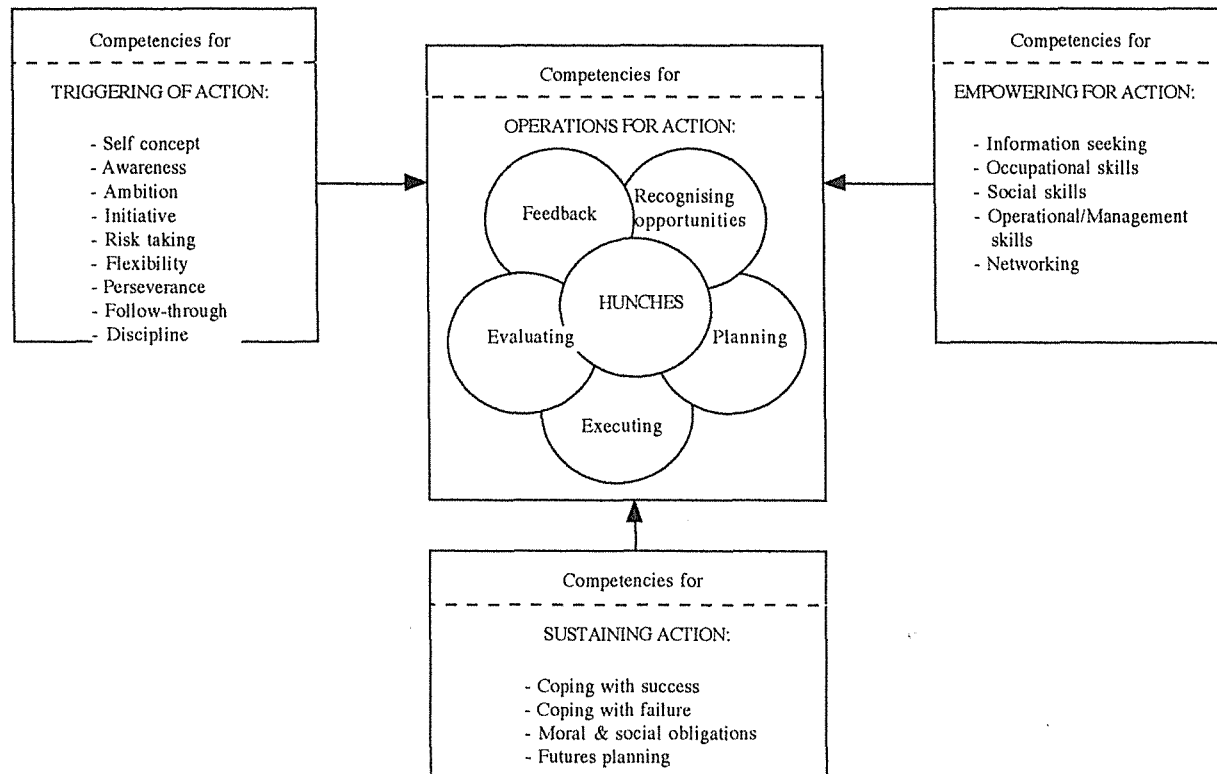 Competencies for
TRIGGERING OF ACTION:
- Self concept
- Awareness
- Ambition
- Initiative
- Risk taking
- Flexibility
- Perseverance
- Follow-through
- Discipline
Competencies for
OPERATIONS FOR ACTION:
Feedback
Recognising
opportunities
HUNCHES
Evaluating
Planning
Executing
Competencies for
EMPOWERING FOR ACTION:
- Information seeking
- Occupational skills
- Social skills
- Operational/Management
skills
- Networking
Competencies for
SUSTAINING ACTION:
- Coping with success
- Coping with failure
- Moral & social obligations
- Futures planning